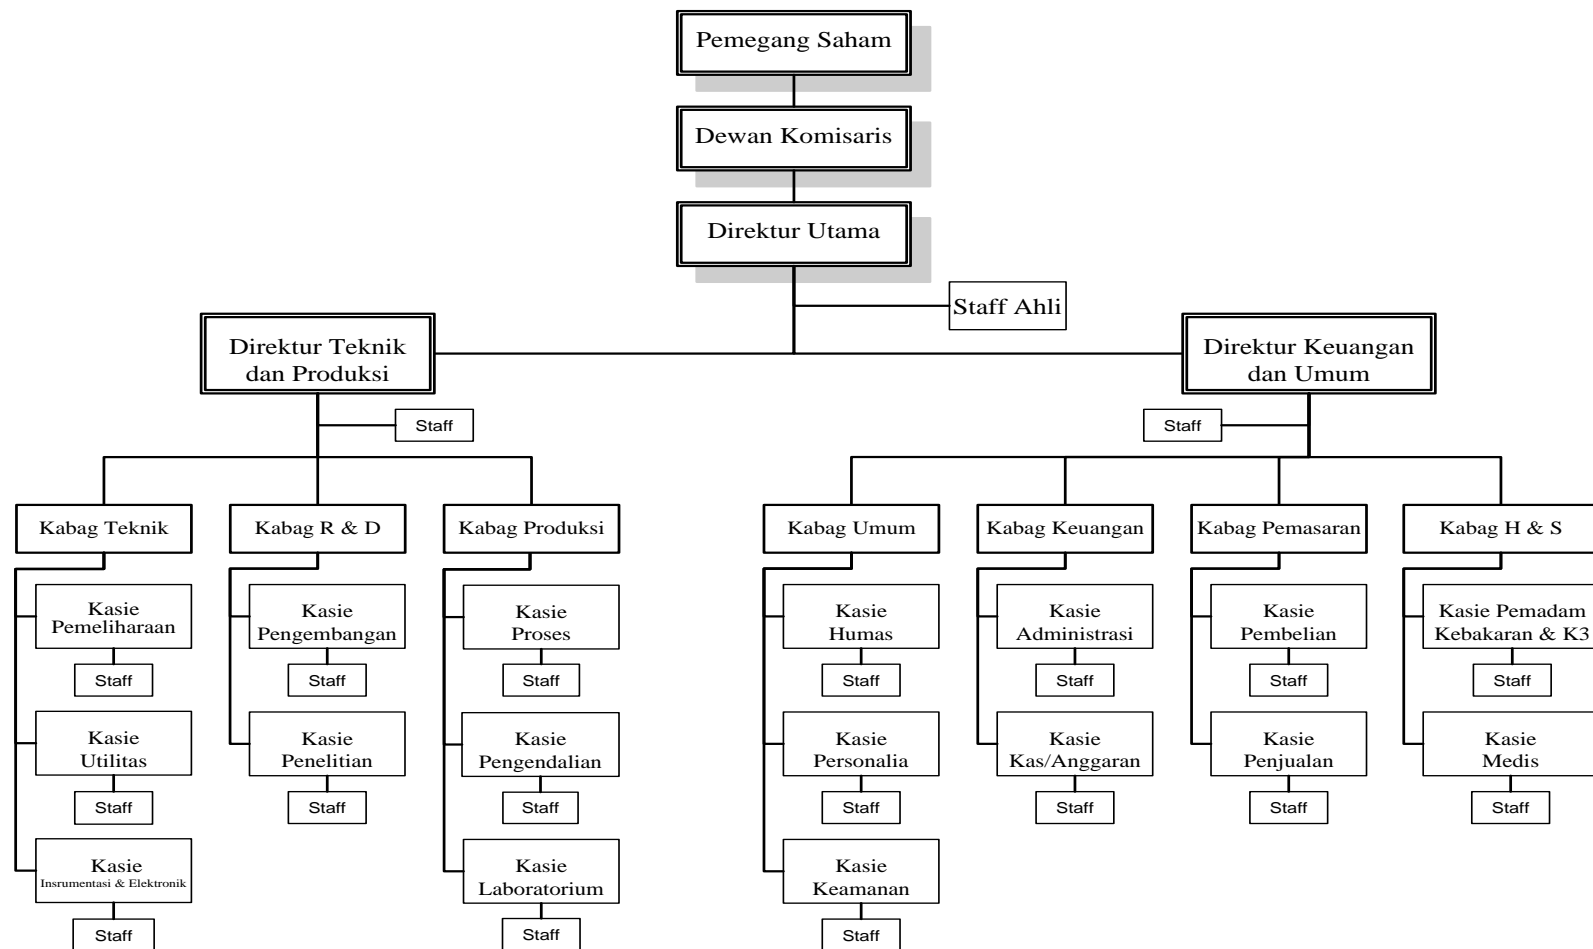 Pemegang Saham
Dewan Komisaris
Direktur Utama
Staff Ahli
Direktur Teknik
dan Produksi
Direktur Keuangan
dan Umum
Staff
Staff
Kabag Teknik
Kabag R & D
Kabag Produksi
Kabag Umum
Kabag Keuangan
Kabag Pemasaran
Kabag H & S
Kasie
Pemeliharaan
Kasie
Pengembangan
Kasie
Proses
Kasie
Humas
Kasie
Administrasi
Kasie
Pembelian
Kasie Pemadam
Kebakaran & K3
Staff
Staff
Staff
Staff
Staff
Staff
Staff
Kasie
Utilitas
Kasie
Penelitian
Kasie
Pengendalian
Kasie
Personalia
Kasie
Kas/Anggaran
Kasie
Penjualan
Kasie
Medis
Staff
Staff
Staff
Staff
Staff
Staff
Staff
Kasie
Insrumentasi & Elektronik
Kasie
Laboratorium
Kasie
Keamanan
Staff
Staff
Staff